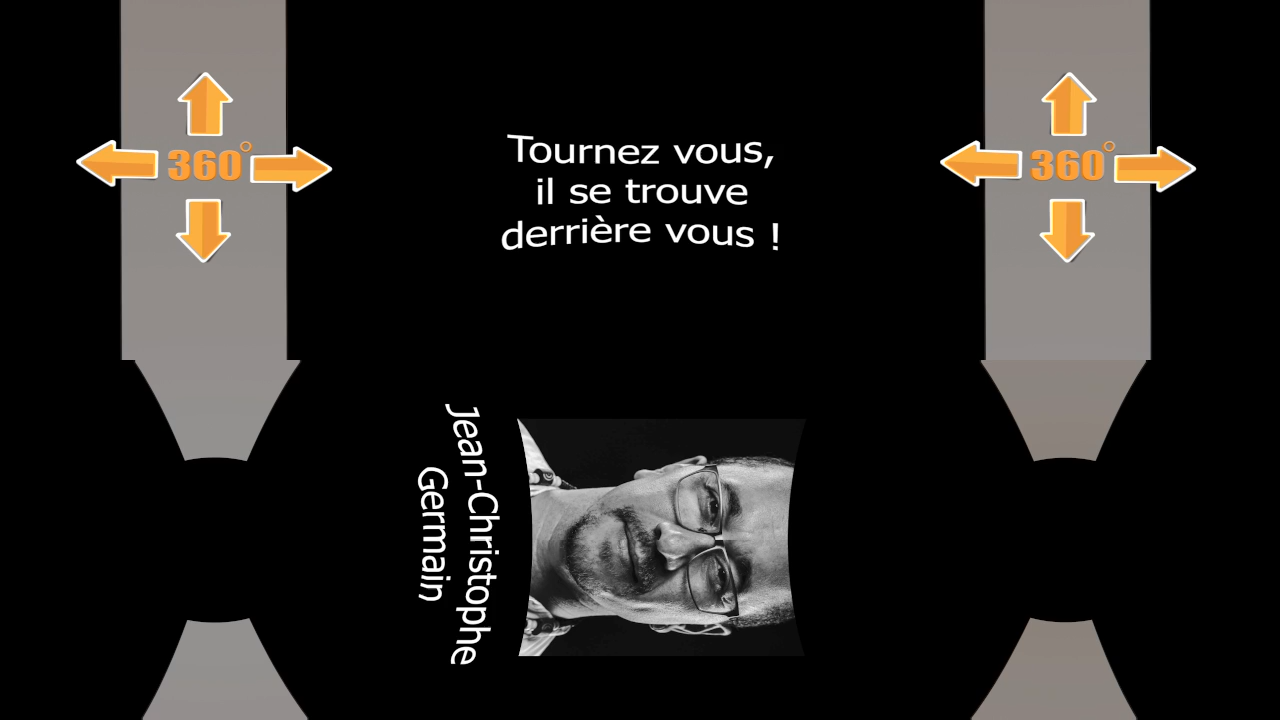 360°
Tournez vous,
il se trouve
derrière vous !
360°
Jean-Christophe
Germain